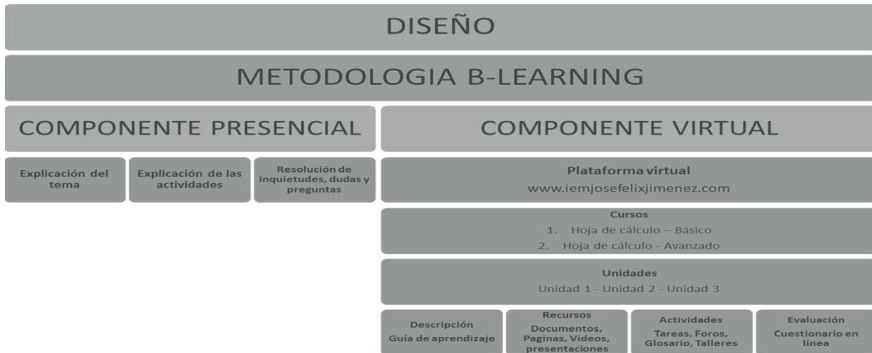 DISEÑO
METODOLOGIA B-LEARNING
COMPONENTE PRESENCIAL
COMPONENTE VIRTUAL
Explicación del
tema
Explicación de las
actividades
Resolución de
inquietudes, dudas y
preguntas
Plataforma virtual
www.iemjosefelixjimenez.com
Cursos
1. Hoja de cálculo – Básico
2. Hoja de cálculo - Avanzado
Unidades
Unidad 1 - Unidad 2 - Unidad 3
Descripción
Guía de aprendizaje
Recursos
Documentos,
Paginas, Videos,
presentaciones
Actividades
Tareas, Foros,
Glosario, Talleres
Evaluación
Cuestionario en
línea